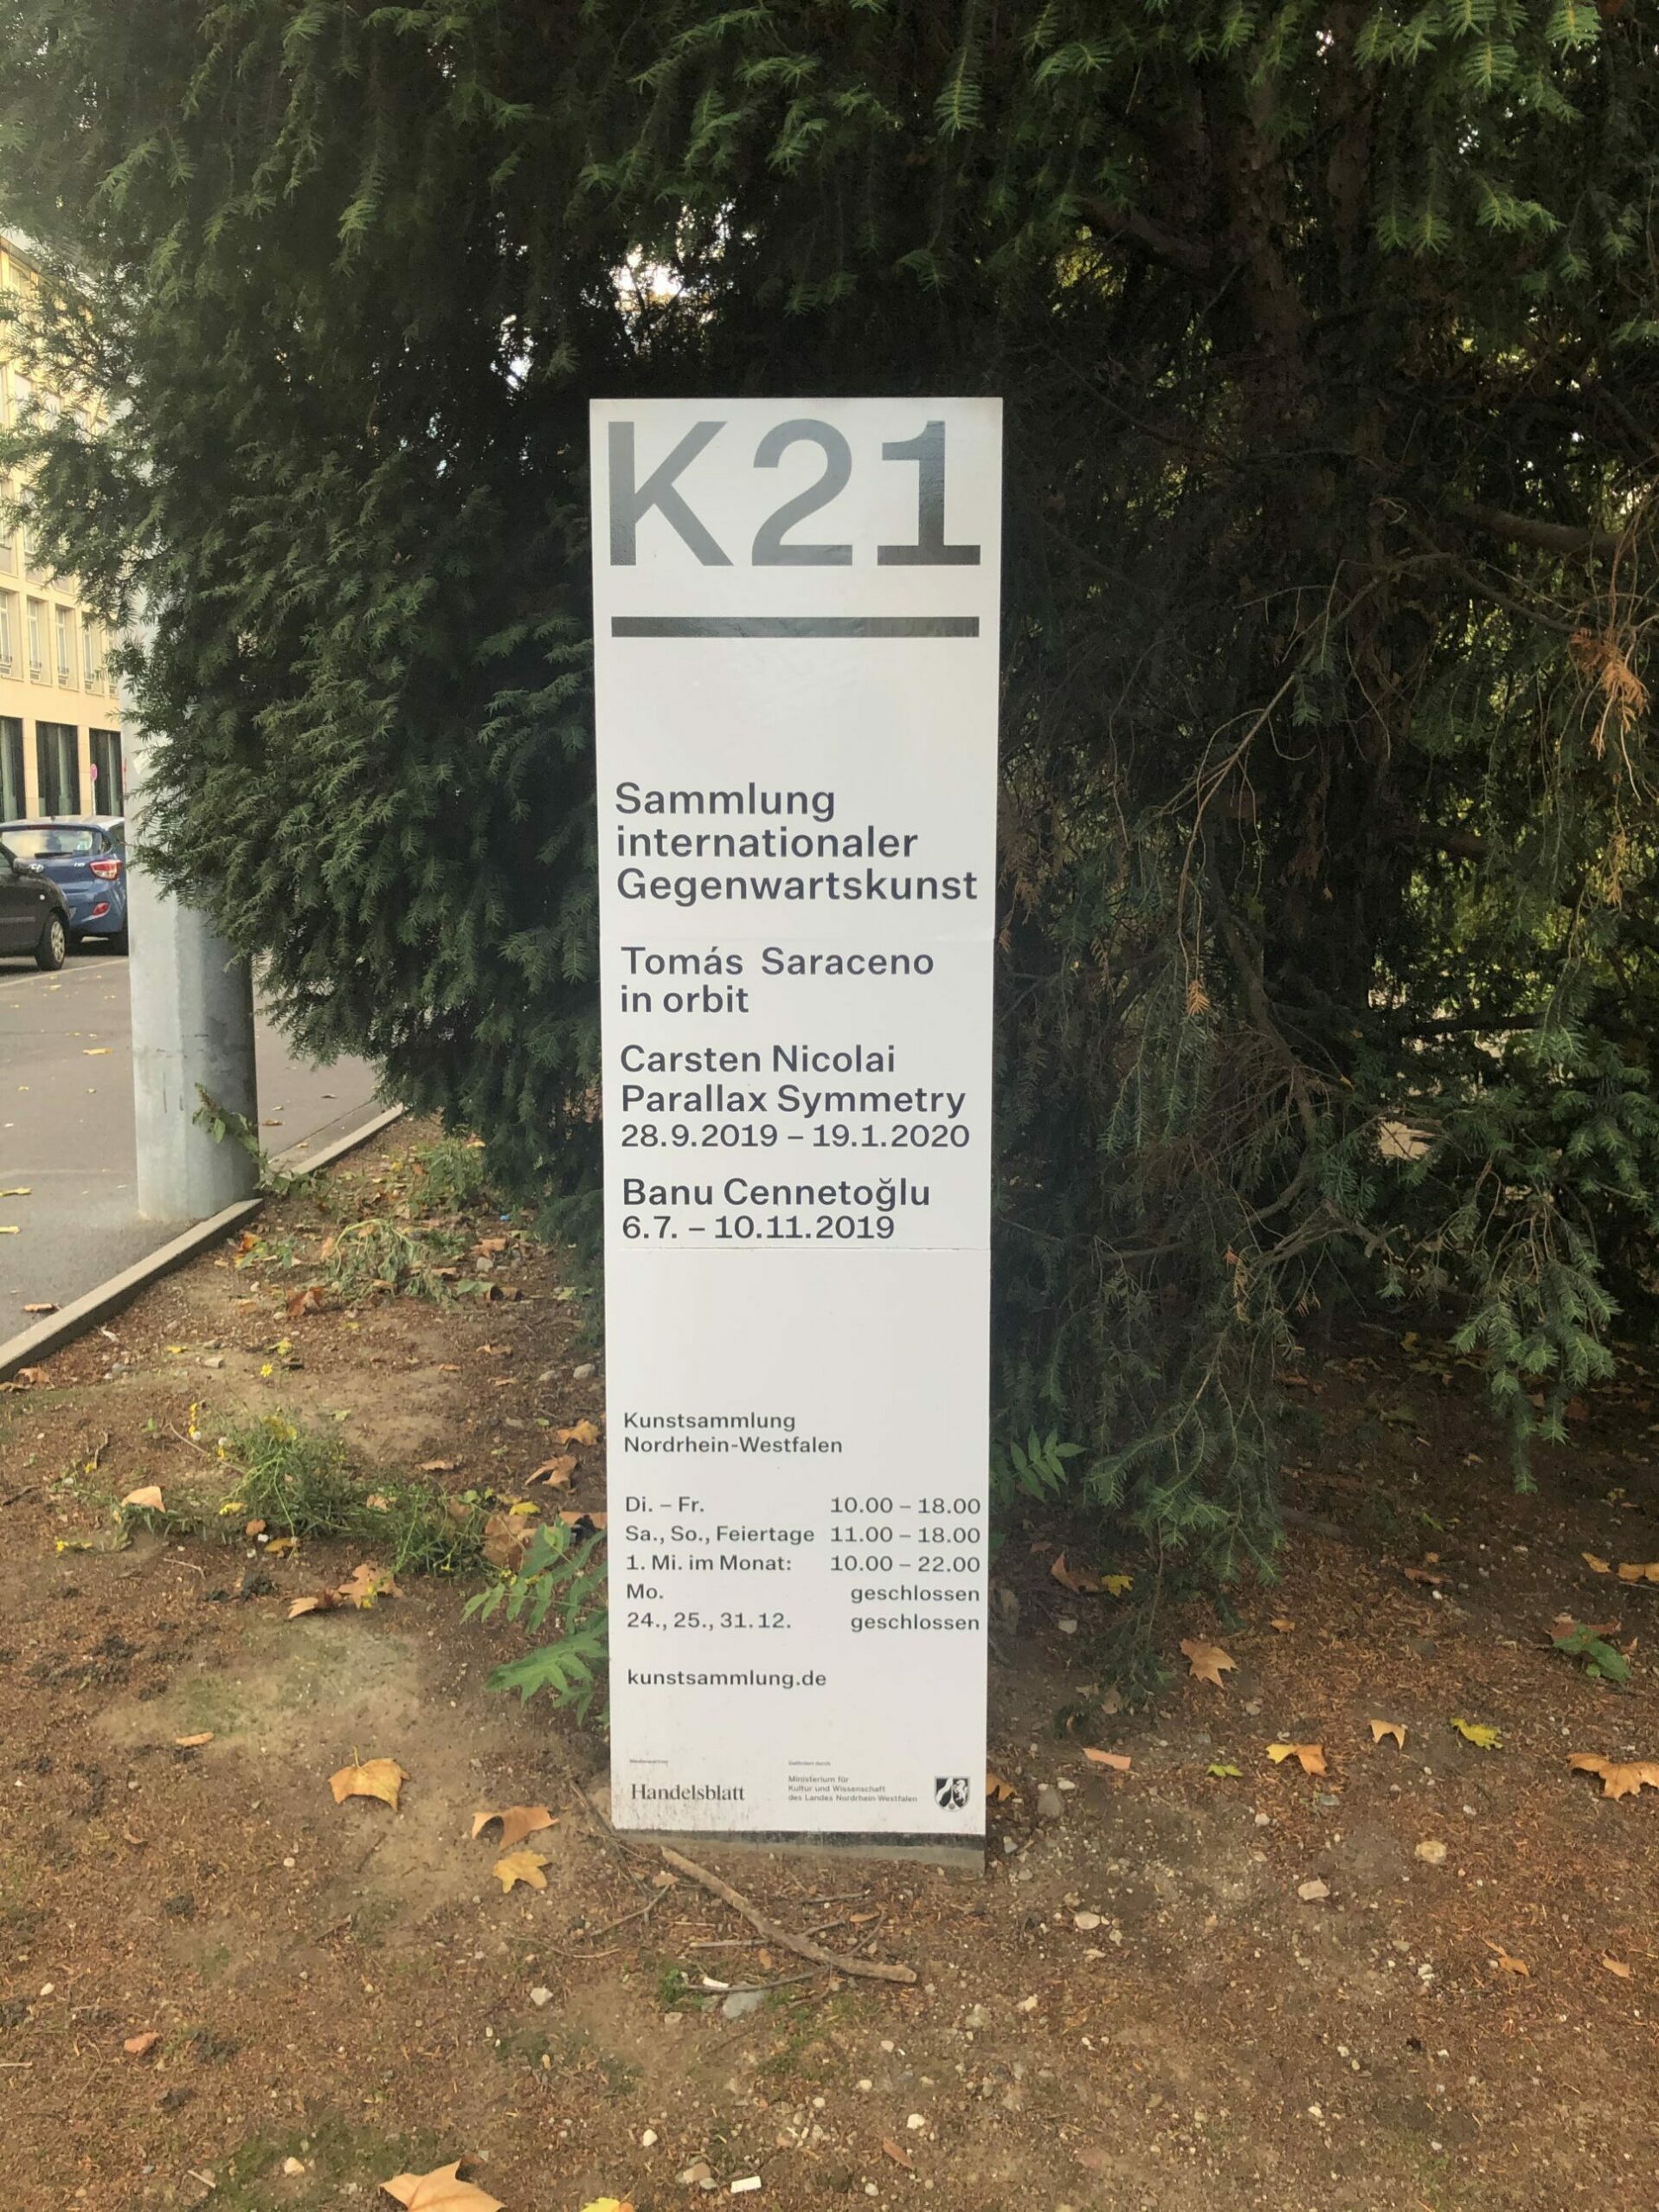 K21
Sammlung
internationaler
Gegenwartskunst
Tomás Saraceno
in orbit
Carsten Nicolai
Parallax Symmetry
28.9.2019 – 19.1.2020
Banu Cennetoğlu
6.7. – 10.11.2019
Kunstsammlung
Nordrhein-Westfalen
Di. – Fr. 10.00 – 18.00
Sa., So., Feiertage 11.00 – 18.00
1. Mi. im Monat: 10.00 – 22.00
Mo. geschlossen
24., 25., 31.12. geschlossen
kunstsammlung.de
Medienpartner
Handelsblatt
Gefördert durch
Ministerium für
Kultur und Wissenschaft
des Landes Nordrhein-Westfalen